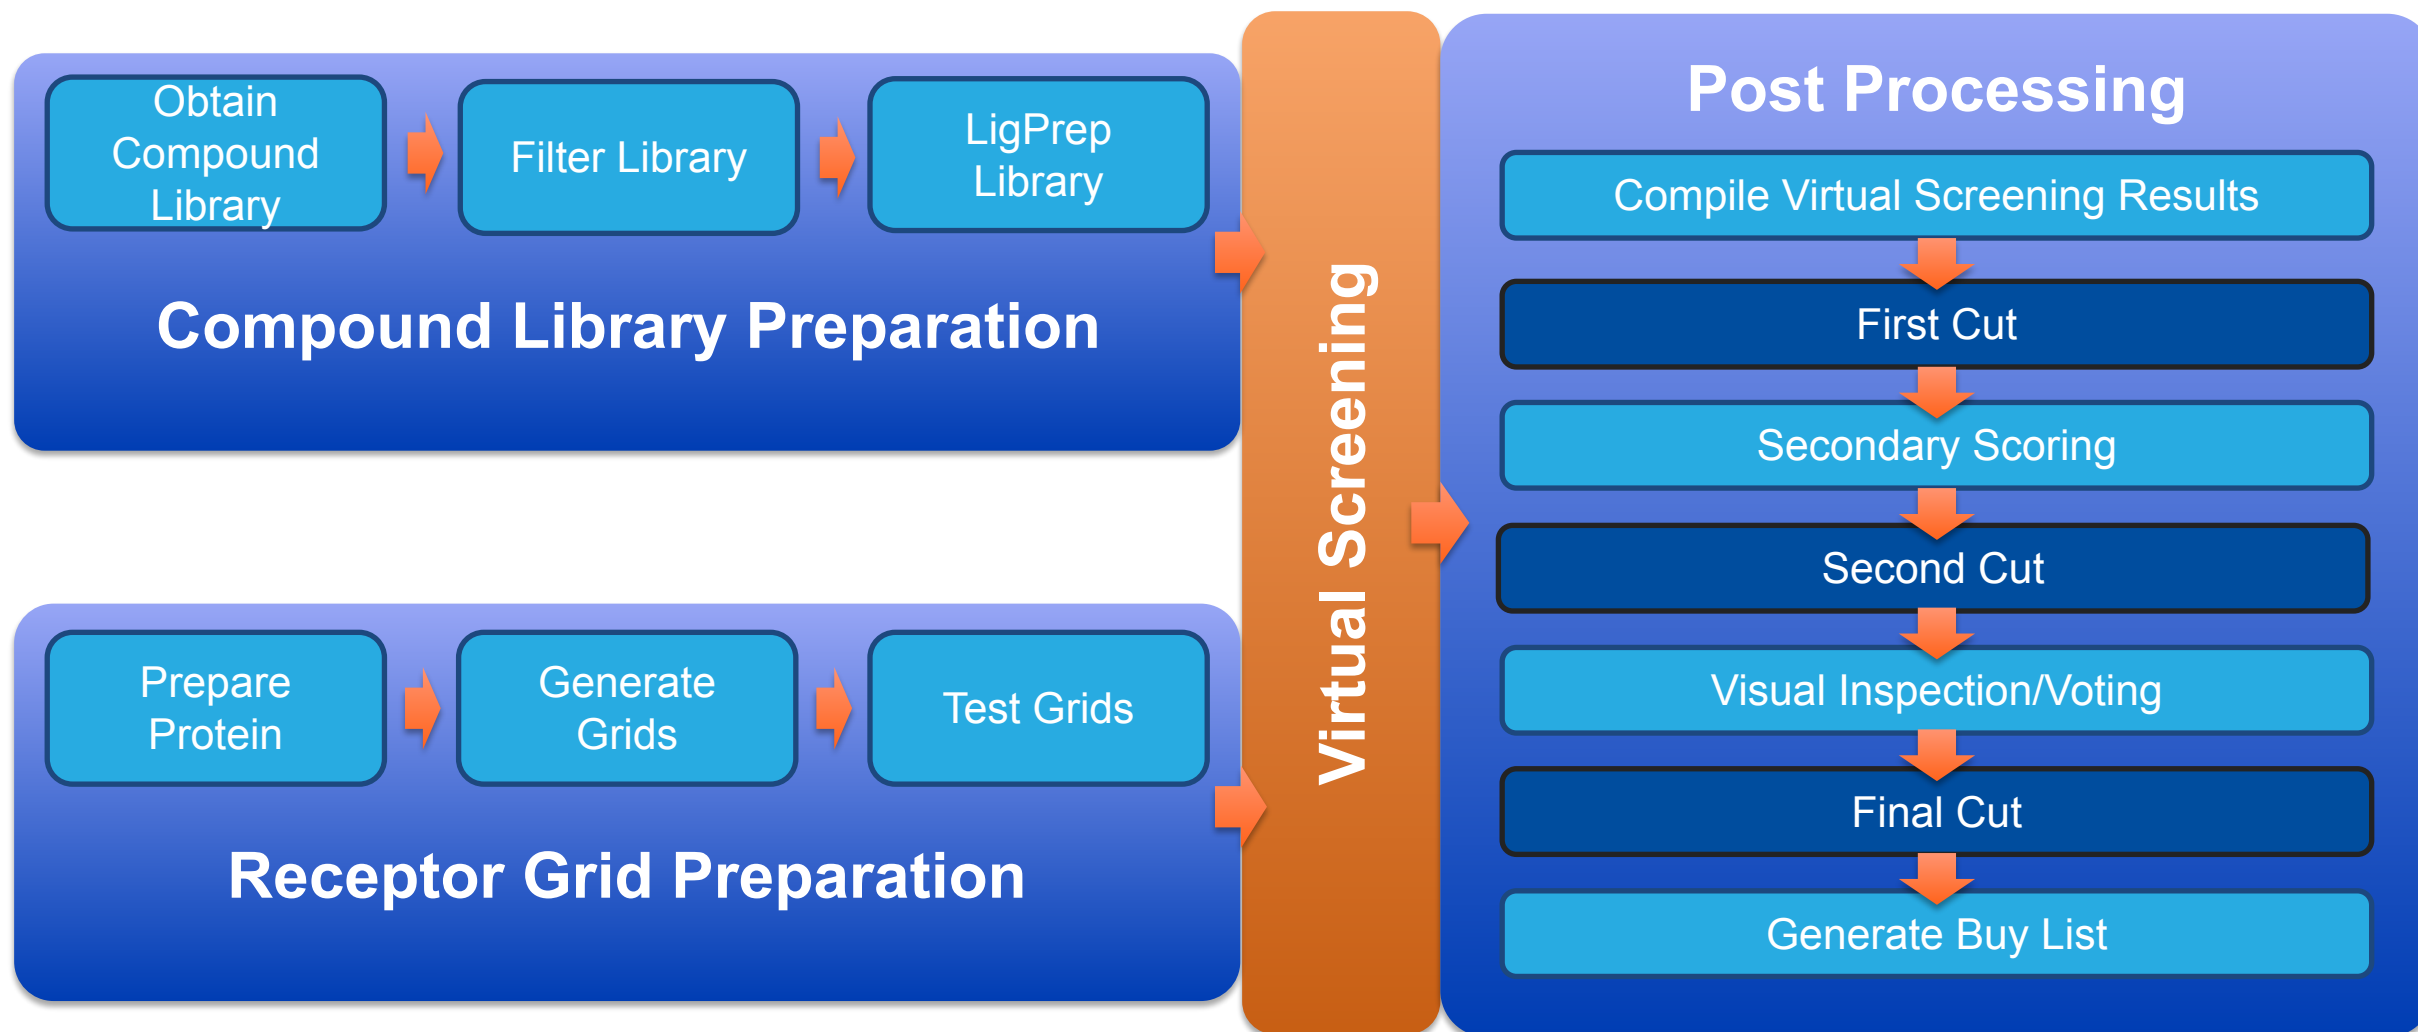 Obtain
Compound
Library
Filter Library
LigPrep
Library
Compound Library Preparation
Prepare
Protein
Generate
Grids
Test Grids
Receptor Grid Preparation
Virtual Screening
Post Processing
Compile Virtual Screening Results
First Cut
Secondary Scoring
Second Cut
Visual Inspection/Voting
Final Cut
Generate Buy List